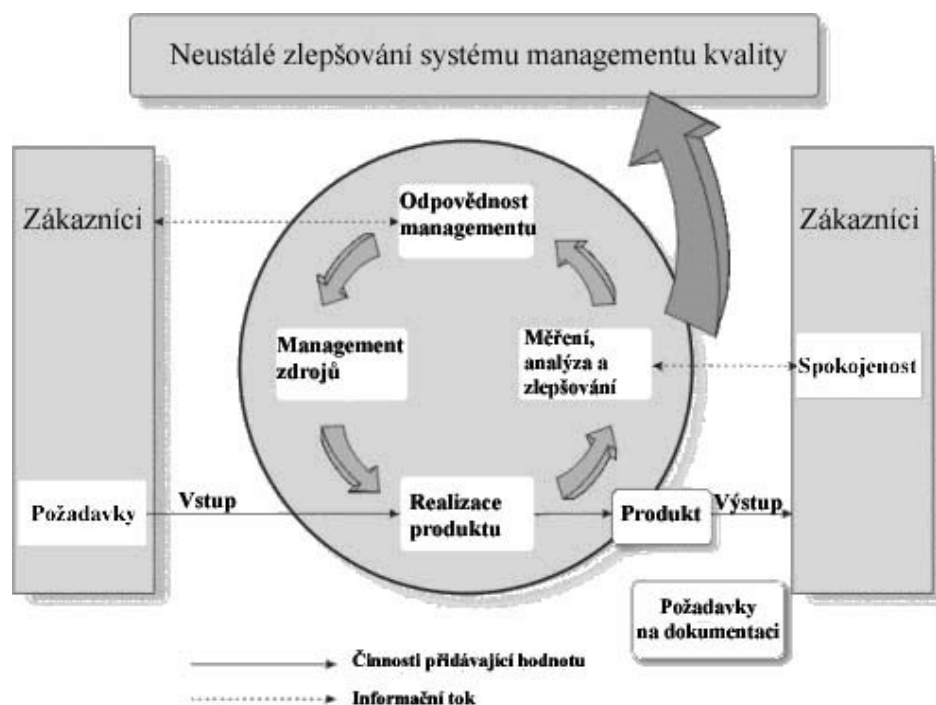 Neustálé zlepšování systému managementu kvality
Zákazníci
Odpovědnost
managementu
Zákazníci
Management
zdrojů
Měření,
analýza a
zlepšování
Spokojenost
Požadavky
Vstup
Realizace
produktu
Produkt
Výstup
Požadavky
na dokumentaci
Činnosti přidávající hodnotu
Informační tok